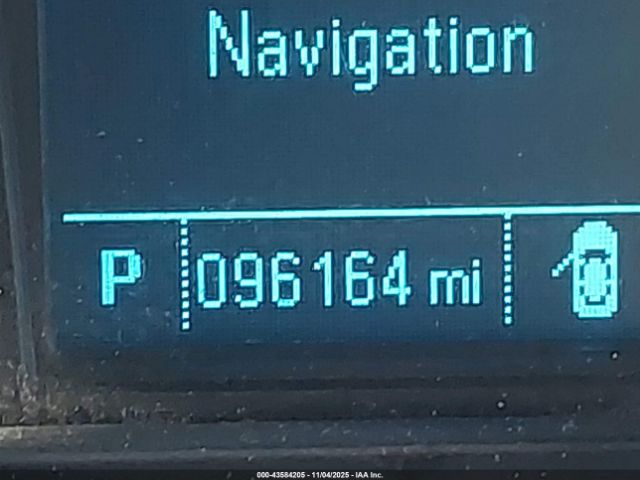 Navigation
P 096164 mi
000-43584205 - 11/04/2025 - IAA Inc.